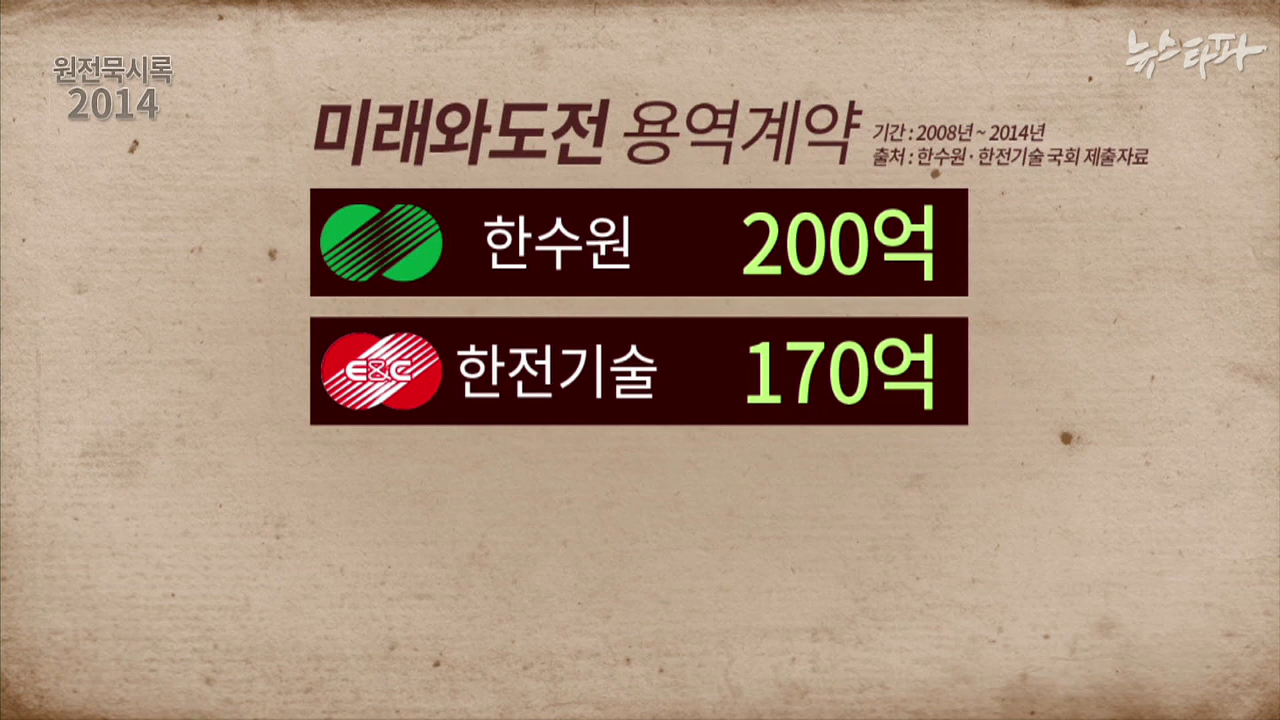 원전묵시록
2014
뉴스타파
미래와도전 용역계약
기간 : 2008년 ~ 2014년
출처 : 한수원 · 한전기술 국회 제출자료
한수원 200억
E&C 한전기술 170억